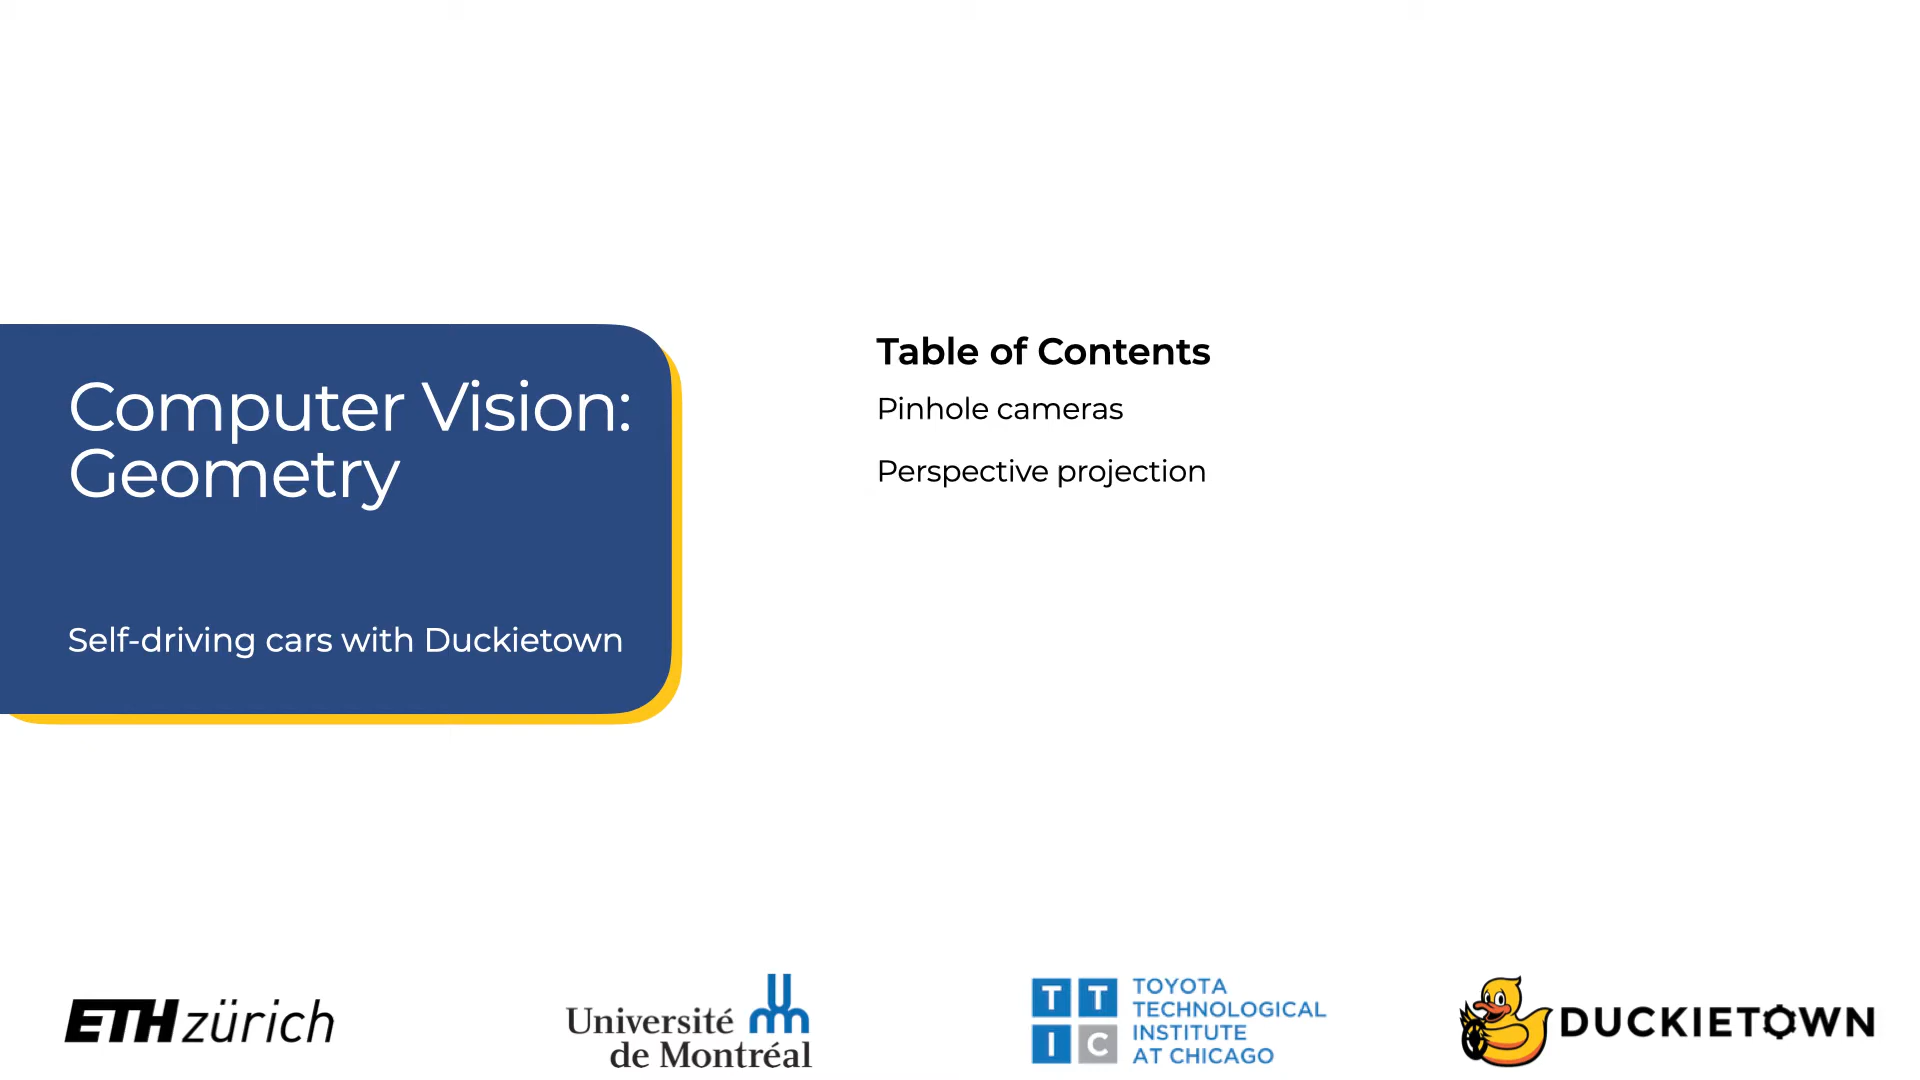 Computer Vision:
Geometry
Self-driving cars with Duckietown
Table of Contents
Pinhole cameras
Perspective projection
ETH zürich
Université
de Montréal
TTIC
TOYOTA
TECHNOLOGICAL
INSTITUTE
AT CHICAGO
DUCKIETOWN